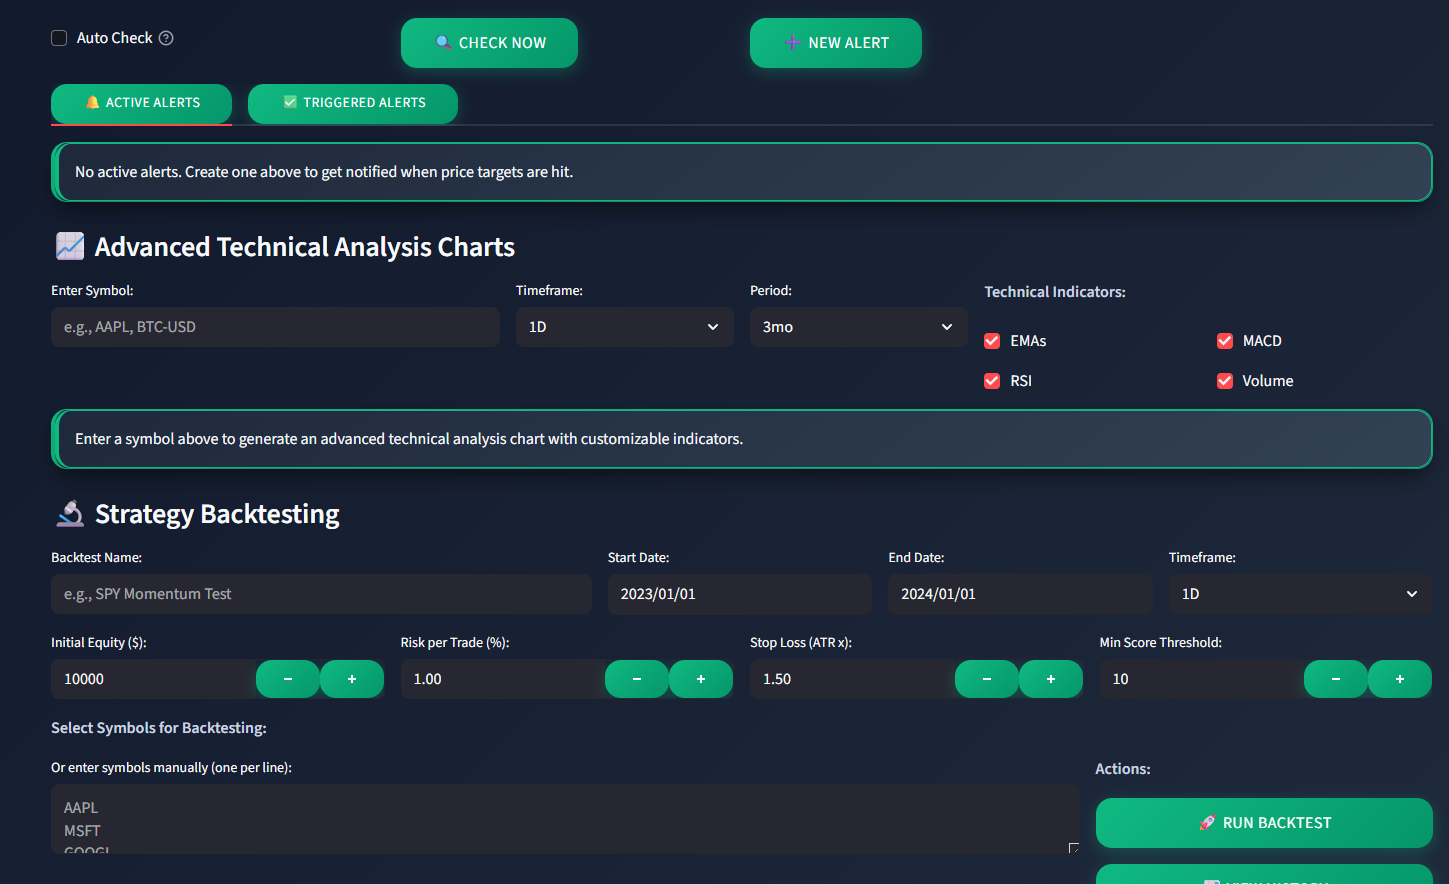 Auto Check
CHECK NOW
NEW ALERT
ACTIVE ALERTS
TRIGGERED ALERTS
No active alerts. Create one above to get notified when price targets are hit.
Advanced Technical Analysis Charts
Enter Symbol:
Timeframe:
Period:
Technical Indicators:
e.g., AAPL, BTC-USD
1D
3mo
EMAs
MACD
RSI
Volume
Enter a symbol above to generate an advanced technical analysis chart with customizable indicators.
Strategy Backtesting
Backtest Name:
Start Date:
End Date:
Timeframe:
e.g., SPY Momentum Test
2023/01/01
2024/01/01
1D
Initial Equity ($):
Risk per Trade (%):
Stop Loss (ATR x):
Min Score Threshold:
10000
− +
1.00
− +
1.50
− +
10
− +
Select Symbols for Backtesting:
Or enter symbols manually (one per line):
Actions:
AAPL
MSFT
GOOGL
RUN BACKTEST